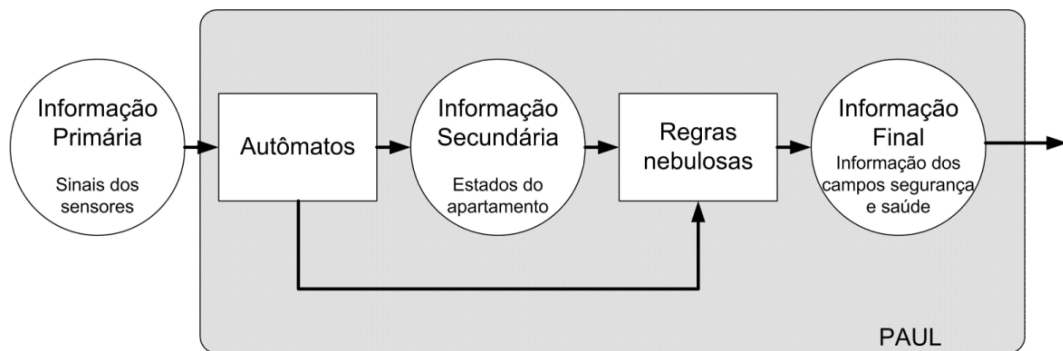 Informação
Primária
Sinais dos
sensores
Autômatos
Informação
Secundária
Estados do
apartamento
Regras
nebulosas
Informação
Final
Informação dos
campos segurança
e saúde
PAUL